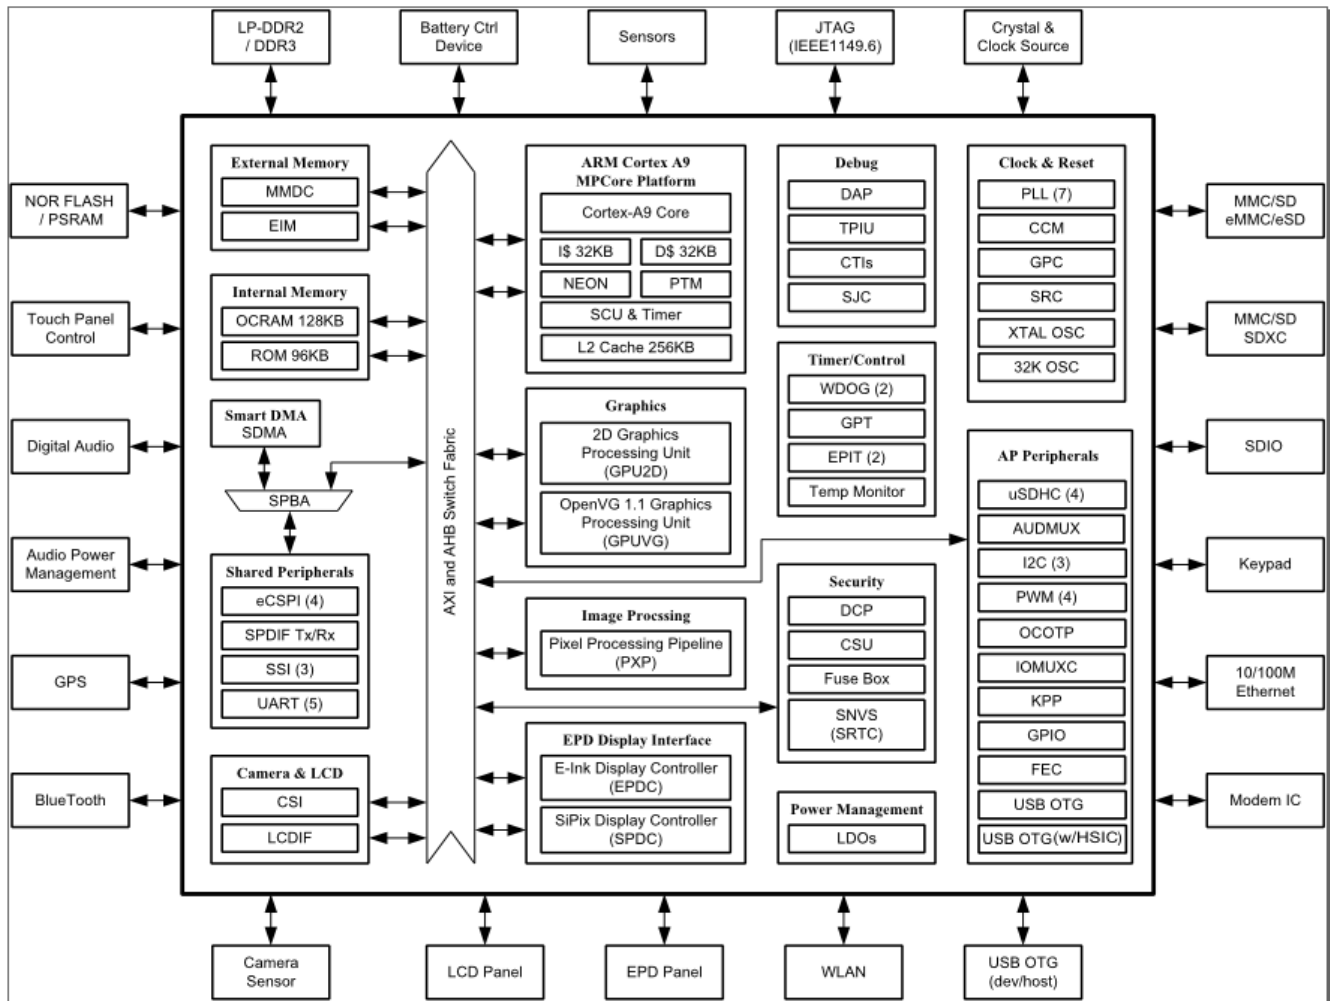 LP-DDR2
/ DDR3
Battery Ctrl
Device
Sensors
JTAG
(IEEE1149.6)
Crystal &
Clock Source
NOR FLASH
/ PSRAM
Touch Panel
Control
Digital Audio
Audio Power
Management
GPS
BlueTooth
External Memory
MMDC
EIM
Internal Memory
OCRAM 128KB
ROM 96KB
Smart DMA
SDMA
SPBA
Shared Peripherals
eCSPI (4)
SPDIF Tx/Rx
SSI (3)
UART (5)
Camera & LCD
CSI
LCDIF
AXI and AHB Switch Fabric
ARM Cortex A9
MPCore Platform
Cortex-A9 Core
I$ 32KB
D$ 32KB
NEON
PTM
SCU & Timer
L2 Cache 256KB
Graphics
2D Graphics
Processing Unit
(GPU2D)
OpenVG 1.1 Graphics
Processing Unit
(GPUVG)
Image Procssing
Pixel Processing Pipeline
(PXP)
EPD Display Interface
E-Ink Display Controller
(EPDC)
SiPix Display Controller
(SPDC)
Debug
DAP
TPIU
CTIs
SJC
Timer/Control
WDOG (2)
GPT
EPIT (2)
Temp Monitor
Security
DCP
CSU
Fuse Box
SNVS
(SRTC)
Power Management
LDOs
Clock & Reset
PLL (7)
CCM
GPC
SRC
XTAL OSC
32K OSC
AP Peripherals
uSDHC (4)
AUDMUX
I2C (3)
PWM (4)
OCOTP
IOMUXC
KPP
GPIO
FEC
USB OTG
USB OTG(w/HSIC)
MMC/SD
eMMC/eSD
MMC/SD
SDXC
SDIO
Keypad
10/100M
Ethernet
Modem IC
Camera
Sensor
LCD Panel
EPD Panel
WLAN
USB OTG
(dev/host)